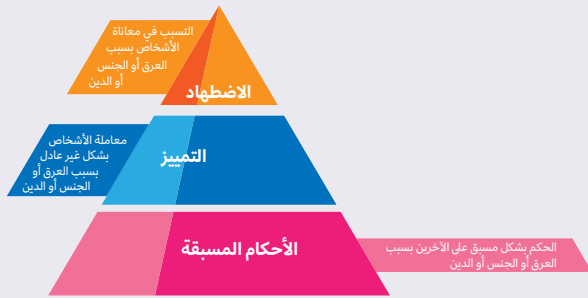 التسبب في معاناة
الأشخاص بسبب
العرق أو الجنس
أو الدين
الاضطهاد
معاملة الأشخاص
بشكل غير عادل
بسبب العرق أو
الجنس أو الدين
التمييز
الأحكام المسبقة
الحكم بشكل مسبق على الآخرين بسبب
العرق أو الجنس أو الدين